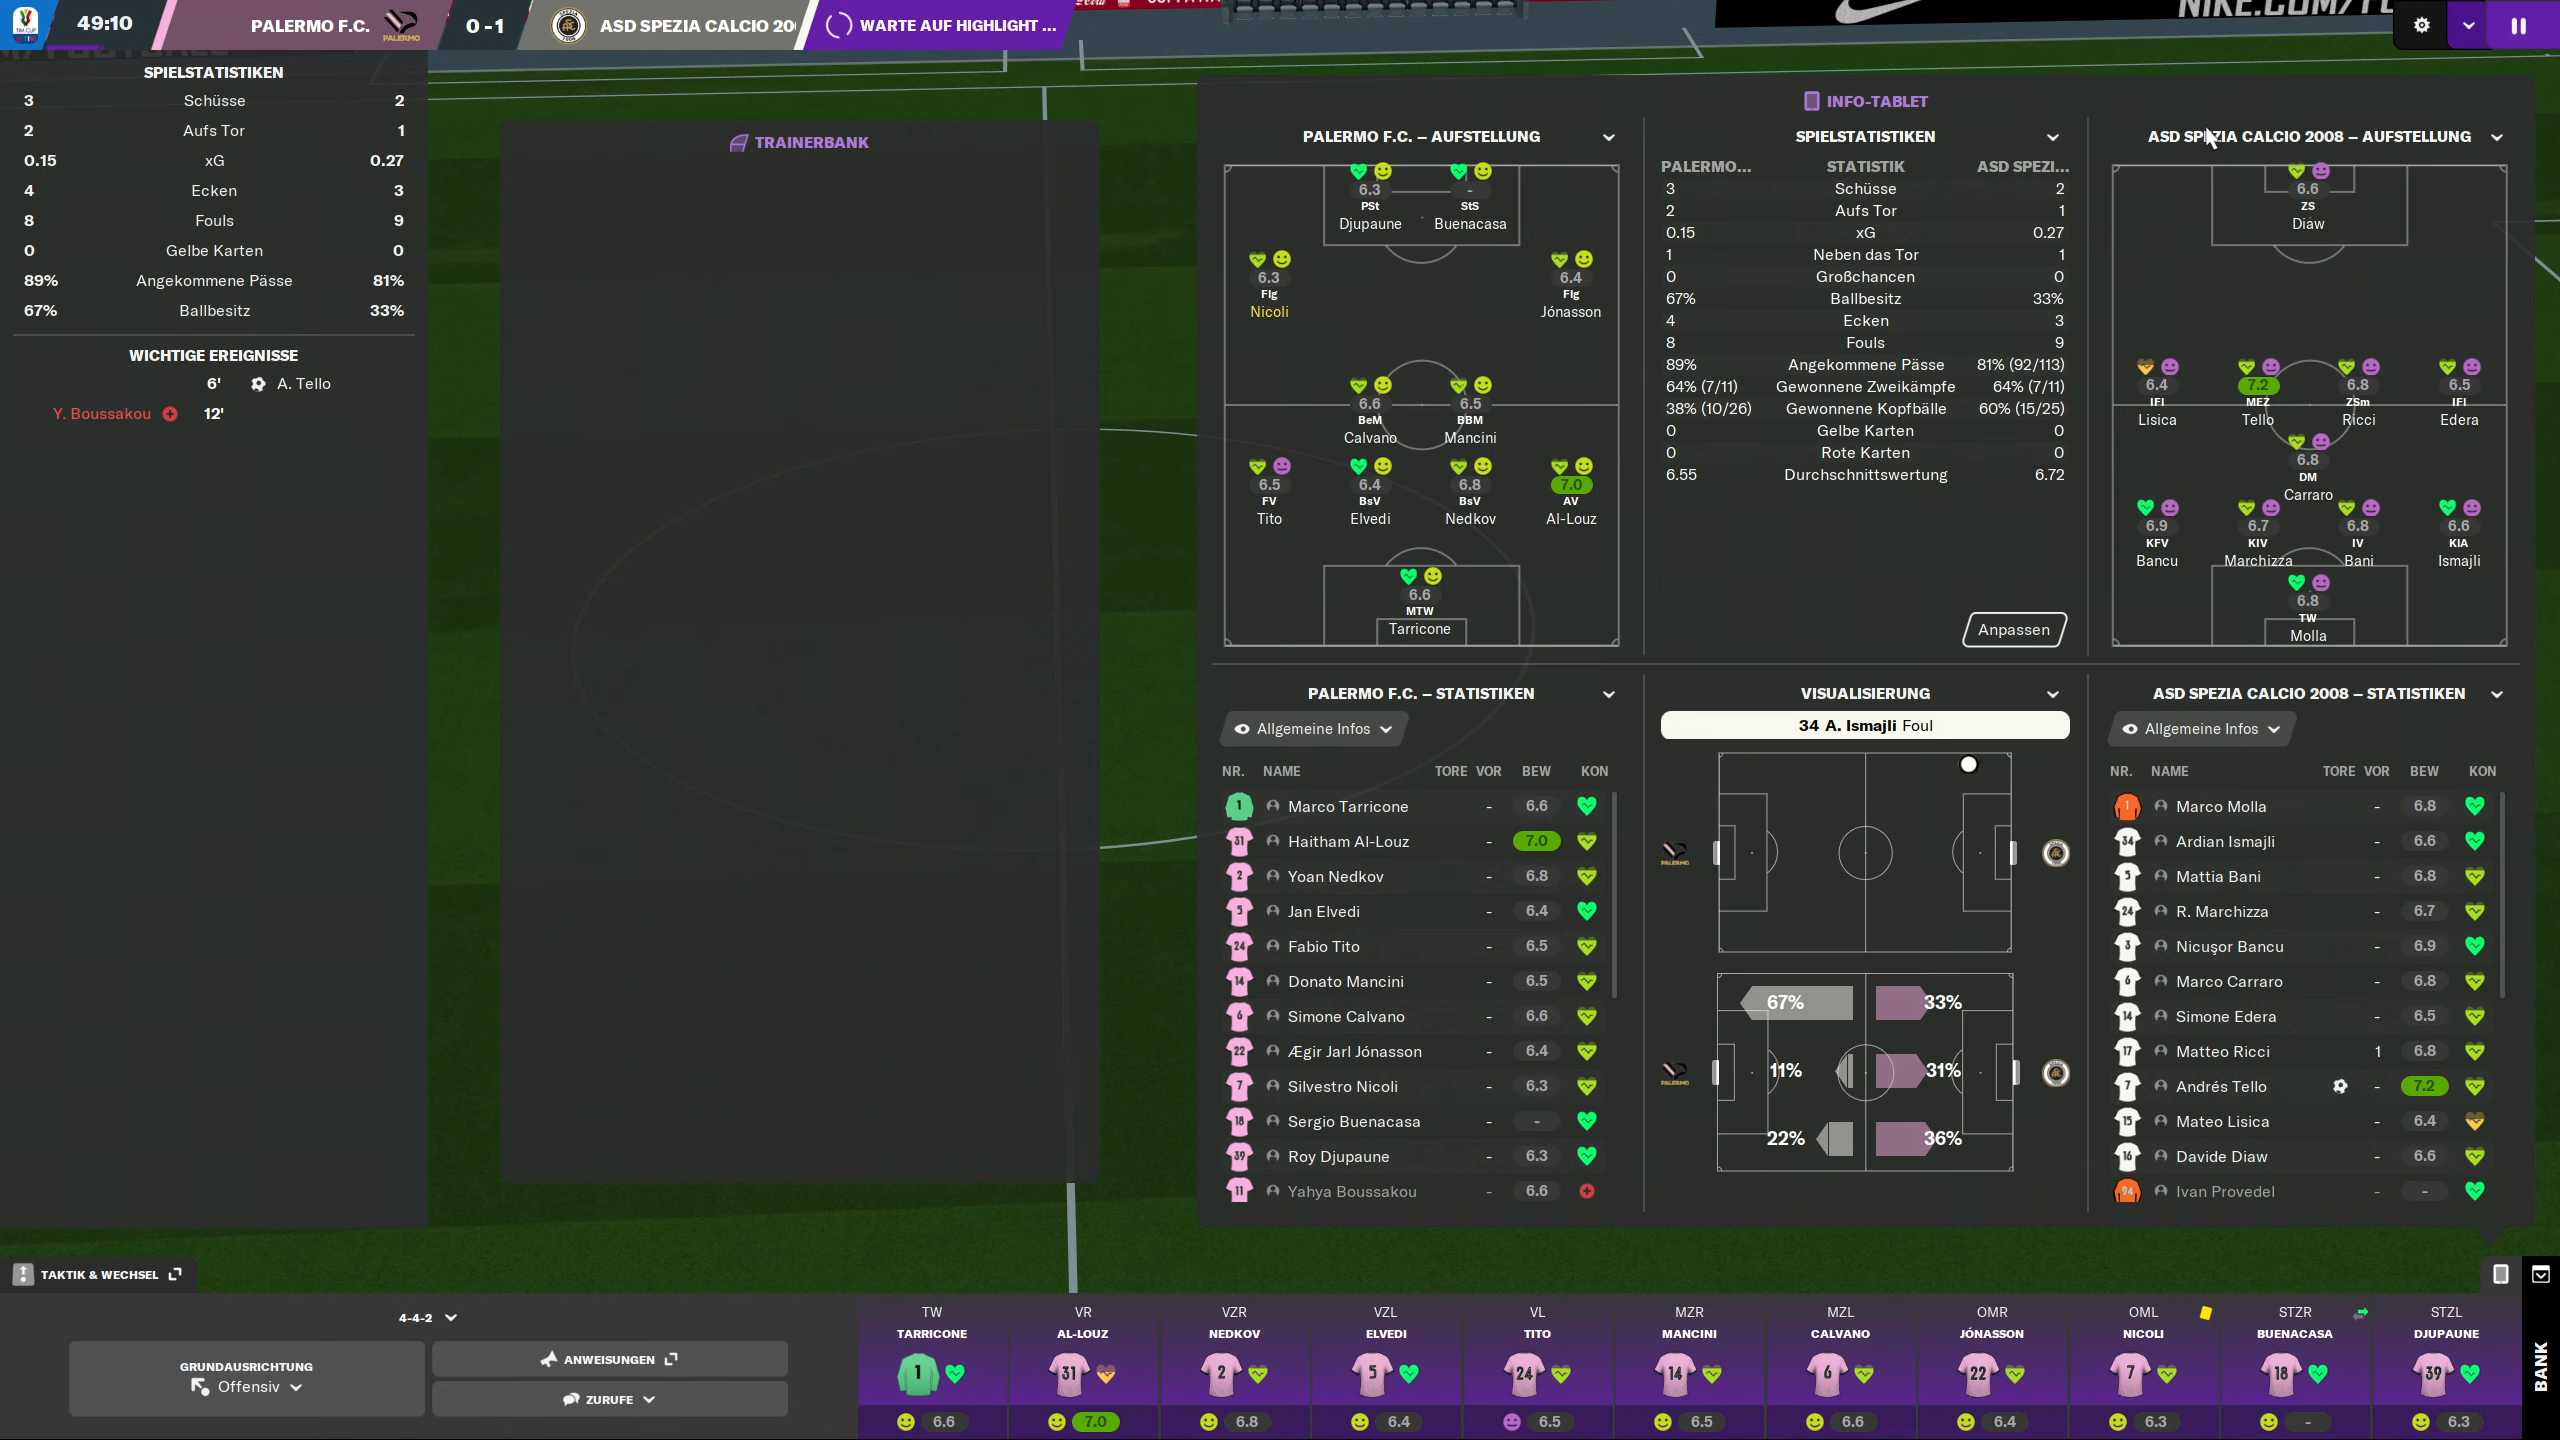 49:10
PALERMO F.C.
0 - 1
ASD SPEZIA CALCIO 20
WARTE AUF HIGHLIGHT ...
SPIELSTATISTIKEN
3 Schüsse 2
2 Aufs Tor 1
0.15 xG 0.27
4 Ecken 3
8 Fouls 9
0 Gelbe Karten 0
89% Angekommene Pässe 81%
67% Ballbesitz 33%
WICHTIGE EREIGNISSE
6' A. Tello
Y. Boussakou 12'
TRAINERBANK
INFO-TABLET
PALERMO F.C. – AUFSTELLUNG
6.3 -
PSt StS
Djupaune Buenacasa
6.3 6.4
Flg Flg
Nicoli Jónasson
6.6 6.5
BeM BBM
Calvano Mancini
6.5 6.4 6.8 7.0
FV BsV BsV AV
Tito Elvedi Nedkov Al-Louz
6.6
MTW
Tarricone
SPIELSTATISTIKEN
PALERMO... STATISTIK ASD SPEZI...
3 Schüsse 2
2 Aufs Tor 1
0.15 xG 0.27
1 Neben das Tor 1
0 Großchancen 0
67% Ballbesitz 33%
4 Ecken 3
8 Fouls 9
89% Angekommene Pässe 81% (92/113)
64% (7/11) Gewonnene Zweikämpfe 64% (7/11)
38% (10/26) Gewonnene Kopfbälle 60% (15/25)
0 Gelbe Karten 0
0 Rote Karten 0
6.55 Durchschnittswertung 6.72
Anpassen
ASD SPEZIA CALCIO 2008 – AUFSTELLUNG
6.6
ZS
Diaw
6.4 7.2 6.8 6.5
IFl MEZ ZSm IFl
Lisica Tello Ricci Edera
6.8
DM
Carraro
6.9 6.7 6.8 6.6
KFV KIV IV KIA
Bancu Marchizza Bani Ismajli
6.8
TW
Molla
PALERMO F.C. – STATISTIKEN
Allgemeine Infos
NR. NAME TORE VOR BEW KON
1 Marco Tarricone - 6.6
31 Haitham Al-Louz - 7.0
2 Yoan Nedkov - 6.8
5 Jan Elvedi - 6.4
24 Fabio Tito - 6.5
14 Donato Mancini - 6.5
6 Simone Calvano - 6.6
22 Ægir Jarl Jónasson - 6.4
7 Silvestro Nicoli - 6.3
18 Sergio Buenacasa - -
39 Roy Djupaune - 6.3
11 Yahya Boussakou - 6.6
VISUALISIERUNG
34 A. Ismajli Foul
PALERMO
67% 33%
11% 31%
PALERMO
22% 36%
ASD SPEZIA CALCIO 2008 – STATISTIKEN
Allgemeine Infos
NR. NAME TORE VOR BEW KON
1 Marco Molla - 6.8
34 Ardian Ismajli - 6.6
5 Mattia Bani - 6.8
24 R. Marchizza - 6.7
3 Nicuşor Bancu - 6.9
6 Marco Carraro - 6.8
14 Simone Edera - 6.5
17 Matteo Ricci 1 6.8
7 Andrés Tello - 7.2
15 Mateo Lisica - 6.4
16 Davide Diaw - 6.6
94 Ivan Provedel - -
TAKTIK & WECHSEL
4-4-2
GRUNDAUSRICHTUNG
Offensiv
ANWEISUNGEN
ZURUFE
TW VR VZR VZL VL MZR MZL OMR OML STZR STZL
TARRICONE AL-LOUZ NEDKOV ELVEDI TITO MANCINI CALVANO JÓNASSON NICOLI BUENACASA DJUPAUNE
1 31 2 5 24 14 6 22 7 18 39
6.6 7.0 6.8 6.4 6.5 6.5 6.6 6.4 6.3 - 6.3
BANK